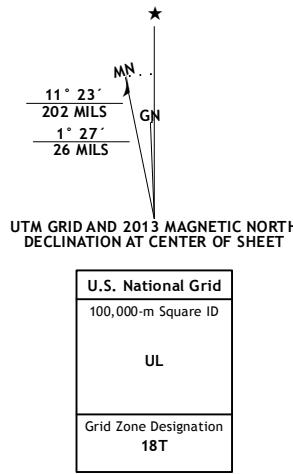 MN
GN
11° 23´
202 MILS
1° 27´
26 MILS
UTM GRID AND 2013 MAGNETIC NORTH
DECLINATION AT CENTER OF SHEET
U.S. National Grid
100,000-m Square ID
UL
Grid Zone Designation
18T